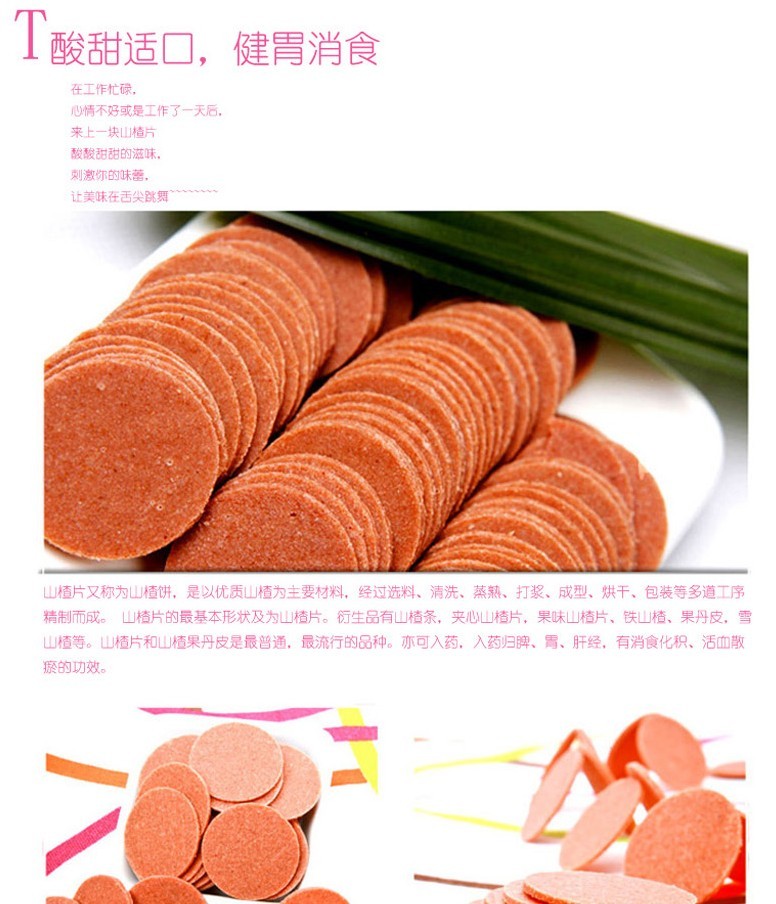 T酸甜适口，健胃消食
在工作忙碌，
心情不好或是工作了一天后，
来上一块山楂片
酸酸甜甜的滋味，
刺激你的味蕾，
让美味在舌尖跳舞~~~~~~~~
山楂片又称为山楂饼，是以优质山楂为主要材料，经过选料、清洗、蒸熟、打浆、成型、烘干、包装等多道工序
精制而成。 山楂片的最基本形状及为山楂片。衍生品有山楂条，夹心山楂片，果味山楂片、铁山楂、果丹皮，雪
山楂等。山楂片和山楂果丹皮是最普通，最流行的品种。亦可入药，入药归脾、胃、肝经，有消食化积、活血散
瘀的功效。